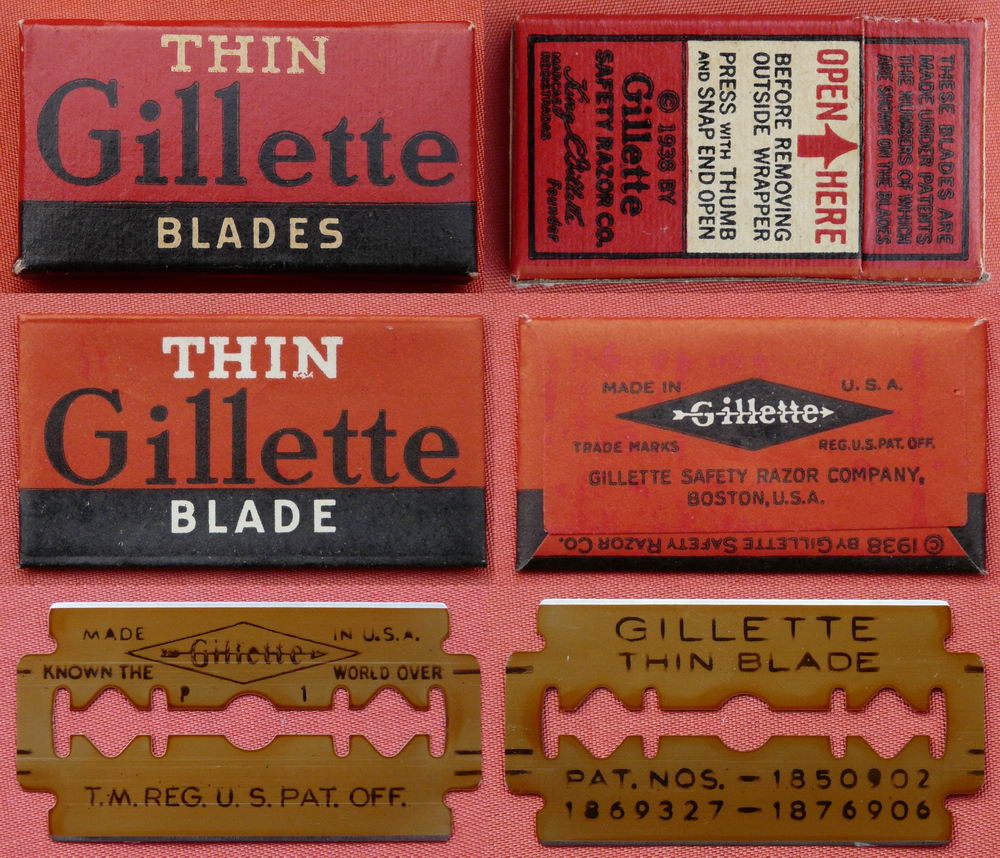 THIN
Gillette
BLADES
THESE BLADES ARE
MADE UNDER PATENTS
THE NUMBERS OF WHICH
ARE SHOWN ON THE BLADES
OPEN HERE
BEFORE REMOVING
OUTSIDE WRAPPER
PRESS WITH THUMB
AND SNAP END OPEN
© 1938 BY
Gillette
SAFETY RAZOR CO.
King C Gillette
Founder
MARCAS
REGISTRADAS
THIN
Gillette
BLADE
MADE IN U.S.A.
Gillette
TRADE MARKS REG.U.S.PAT. OFF.
GILLETTE SAFETY RAZOR COMPANY,
BOSTON, U.S.A.
© 1938 BY GILLETTE SAFETY RAZOR CO.
MADE IN U.S.A.
Gillette
KNOWN THE WORLD OVER
P 1
T.M. REG. U. S. PAT. OFF.
GILLETTE
THIN BLADE
PAT. NOS. - 1850902
1869327-1876906